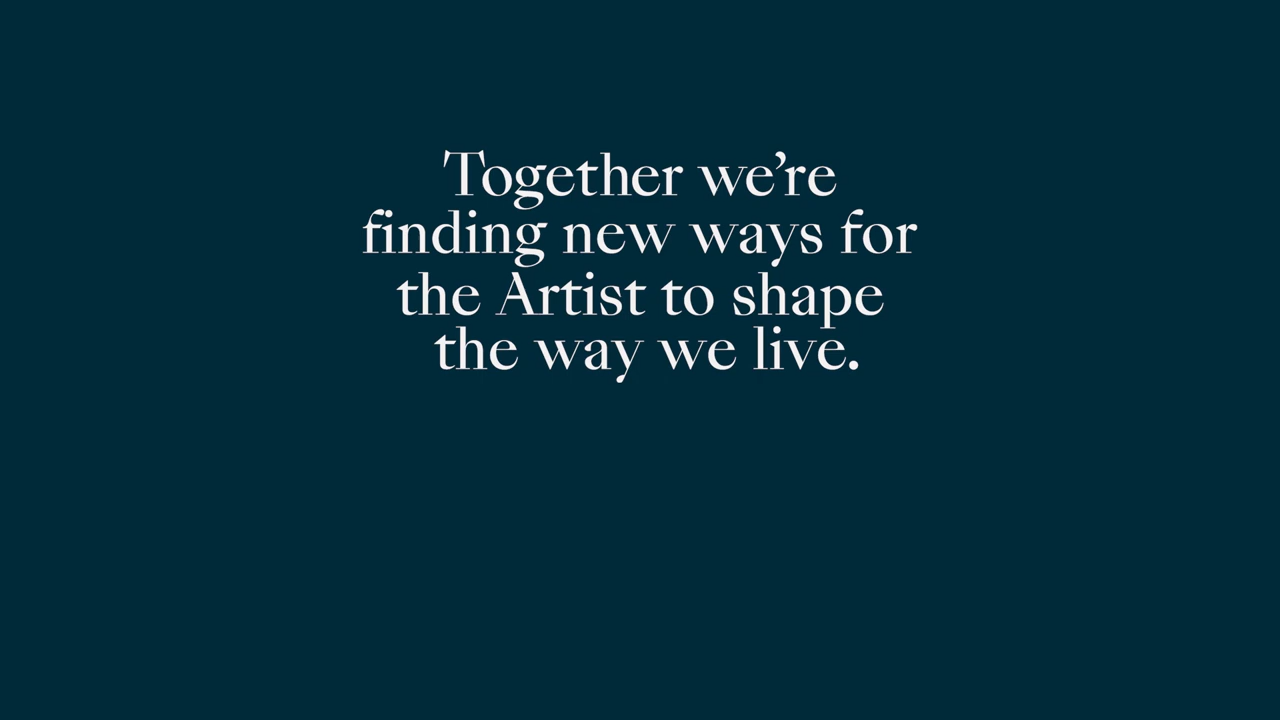 Together we’re
finding new ways for
the Artist to shape
the way we live.